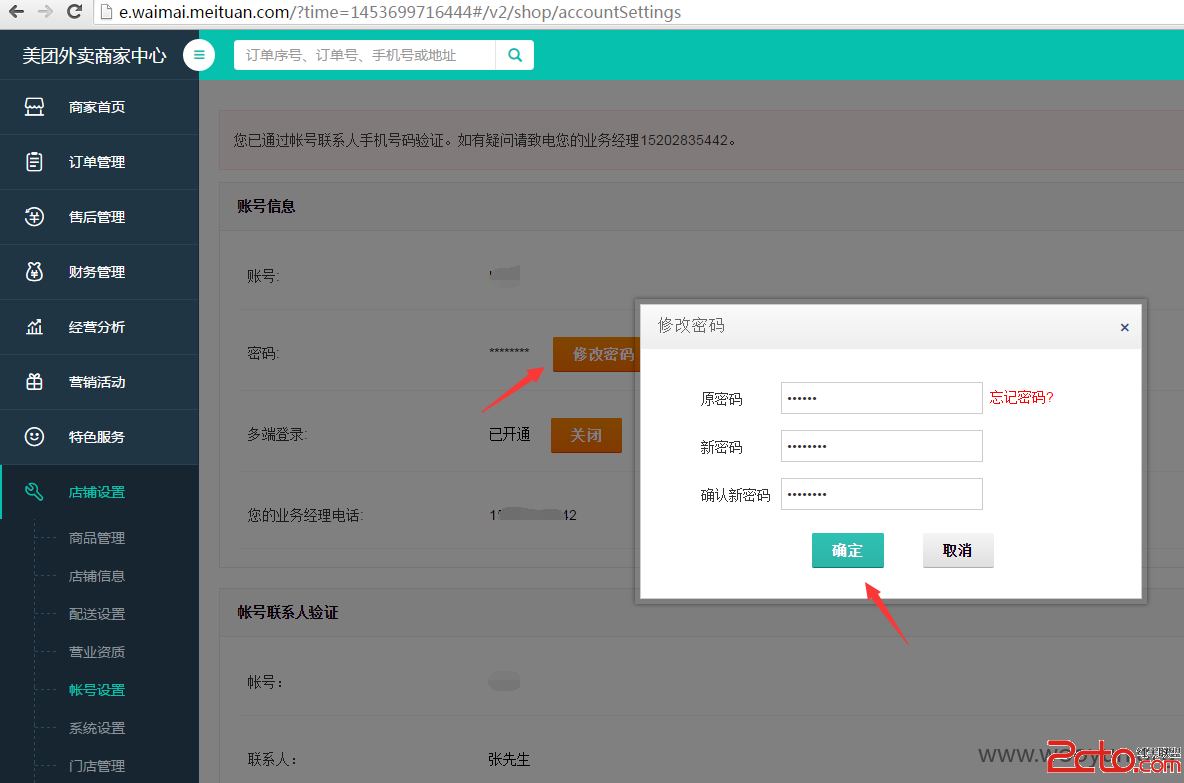 e.waimai.meituan.com/?time=1453699716444#/v2/shop/accountSettings
美团外卖商家中心
订单序号、订单号、手机号或地址
商家首页
订单管理
售后管理
财务管理
经营分析
营销活动
特色服务
店铺设置
商品管理
店铺信息
配送设置
营业资质
帐号设置
系统设置
门店管理
您已通过帐号联系人手机号码验证。如有疑问请致电您的业务经理15202835442。
账号信息
账号:
密码: ******** 修改密码
多端登录: 已开通 关闭
您的业务经理电话: 1 42
帐号联系人验证
帐号：
联系人： 张先生
修改密码 ×
原密码 •••••• 忘记密码?
新密码 ••••••••
确认新密码 ••••••••
确定 取消
2cto.com